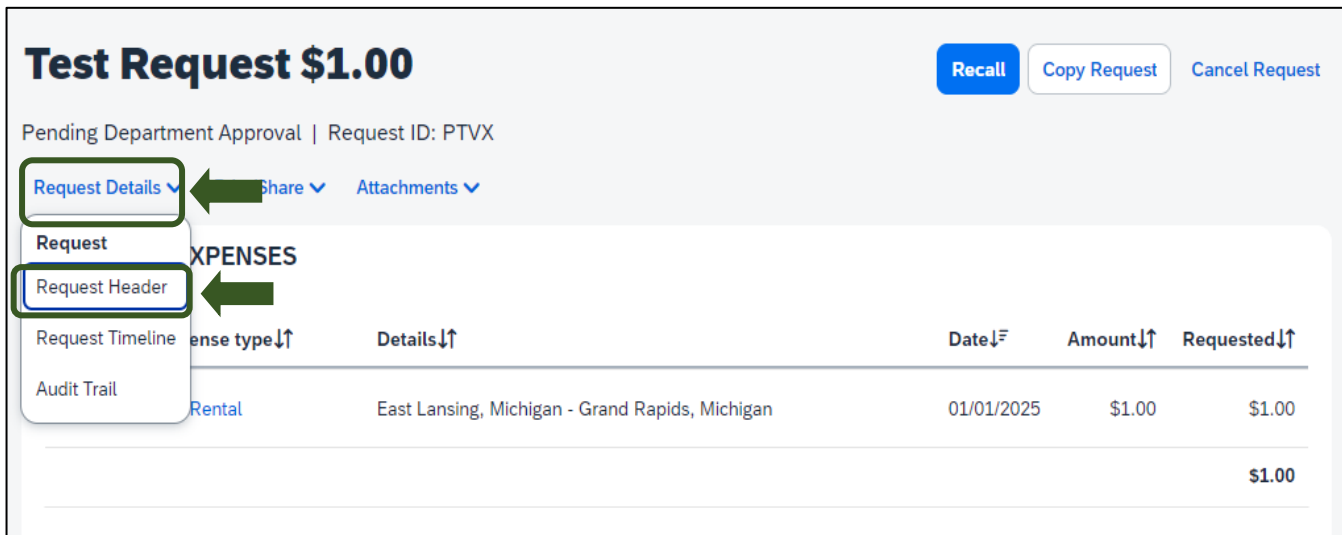 Test Request $1.00
Recall Copy Request Cancel Request
Pending Department Approval | Request ID: PTVX
Request Details Share Attachments
Request
XPENSES
Request Header
Request Timeline
ense type Details Date Amount Requested
Audit Trail
Rental East Lansing, Michigan - Grand Rapids, Michigan 01/01/2025 $1.00 $1.00
$1.00